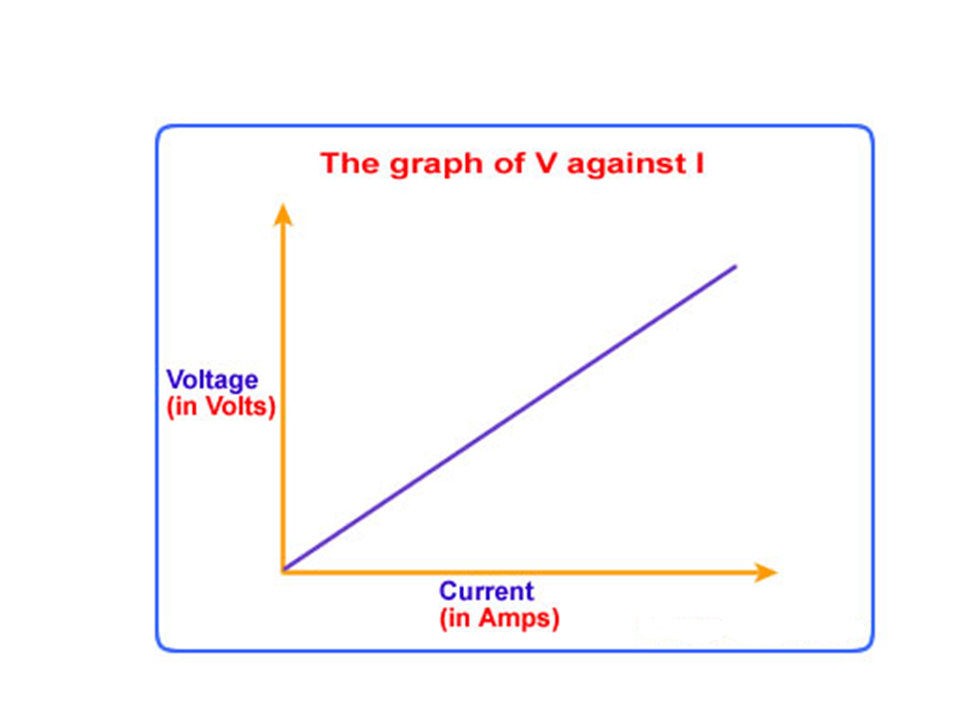 The graph of V against I
Voltage
(in Volts)
Current
(in Amps)